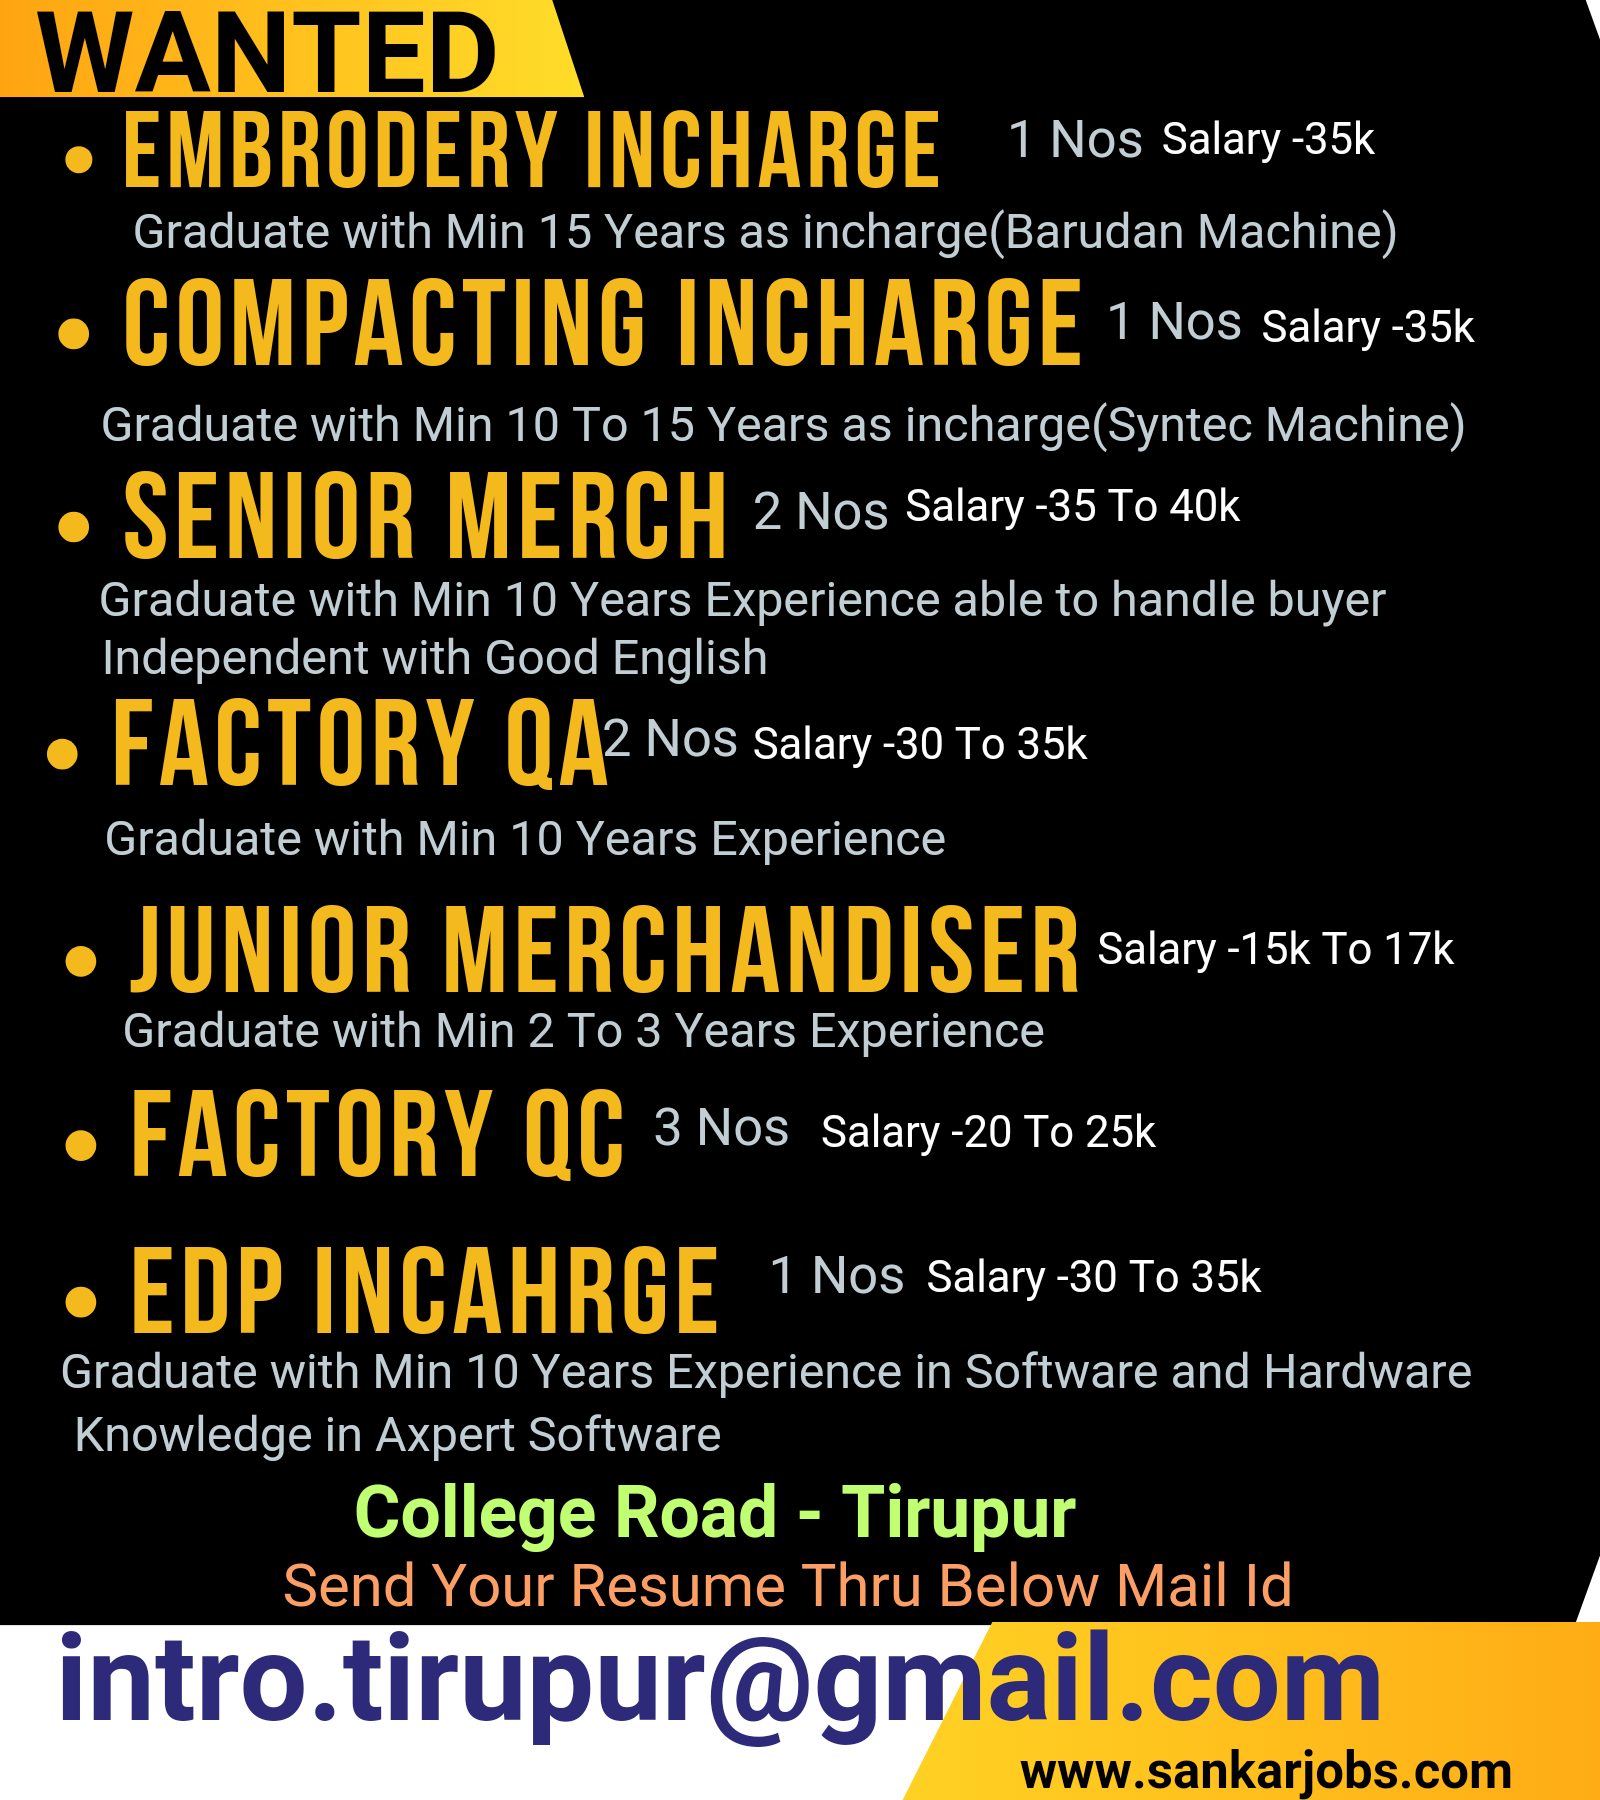 WANTED
• EMBRODERY INCHARGE 1 Nos Salary -35k
Graduate with Min 15 Years as incharge(Barudan Machine)
• COMPACTING INCHARGE 1 Nos Salary -35k
Graduate with Min 10 To 15 Years as incharge(Syntec Machine)
• SENIOR MERCH 2 Nos Salary -35 To 40k
Graduate with Min 10 Years Experience able to handle buyer
Independent with Good English
• FACTORY QA 2 Nos Salary -30 To 35k
Graduate with Min 10 Years Experience
• JUNIOR MERCHANDISER Salary -15k To 17k
Graduate with Min 2 To 3 Years Experience
• FACTORY QC 3 Nos Salary -20 To 25k
• EDP INCAHRGE 1 Nos Salary -30 To 35k
Graduate with Min 10 Years Experience in Software and Hardware
Knowledge in Axpert Software
College Road - Tirupur
Send Your Resume Thru Below Mail Id
intro.tirupur@gmail.com
www.sankarjobs.com